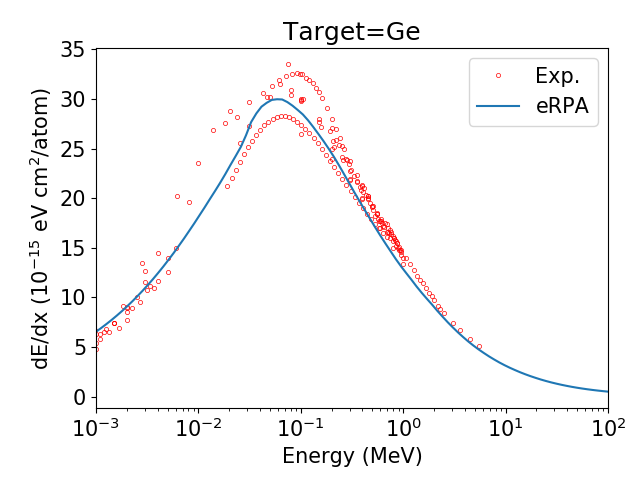 Target=Ge
dE/dx (10⁻¹⁵ eV cm²/atom)
35
30
25
20
15
10
5
0
Exp.
eRPA
10⁻³ 10⁻² 10⁻¹ 10⁰ 10¹ 10²
Energy (MeV)